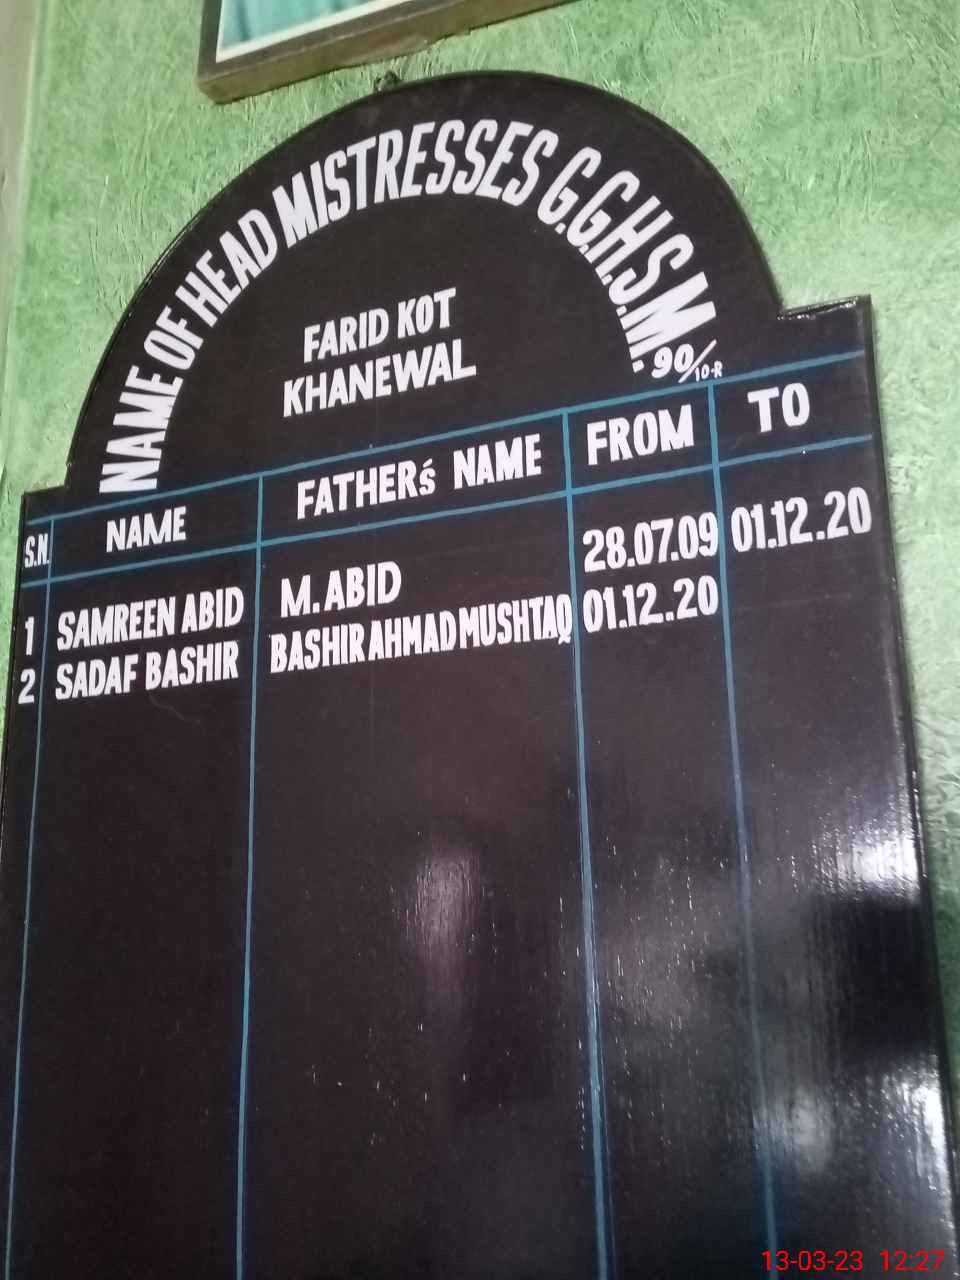 NAME OF HEAD MISTRESSES G.G.H.S.M. 90/10-R
FARID KOT
KHANEWAL
S.N. NAME FATHER'S NAME FROM TO
1 SAMREEN ABID M. ABID 28.07.09 01.12.20
2 SADAF BASHIR BASHIR AHMAD MUSHTAQ 01.12.20
13-03-23 12:27